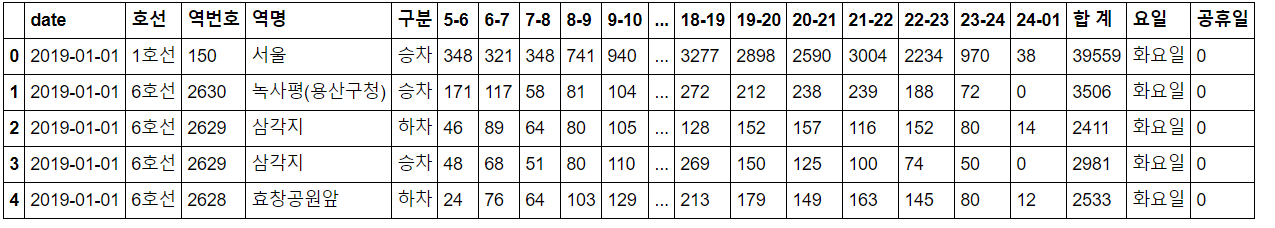 date 호선 역번호 역명 구분 5-6 6-7 7-8 8-9 9-10 ... 18-19 19-20 20-21 21-22 22-23 23-24 24-01 합 계 요일 공휴일
0 2019-01-01 1호선 150 서울 승차 348 321 348 741 940 ... 3277 2898 2590 3004 2234 970 38 39559 화요일 0
1 2019-01-01 6호선 2630 녹사평(용산구청) 승차 171 117 58 81 104 ... 272 212 238 239 188 72 0 3506 화요일 0
2 2019-01-01 6호선 2629 삼각지 하차 46 89 64 80 105 ... 128 152 157 116 152 80 14 2411 화요일 0
3 2019-01-01 6호선 2629 삼각지 승차 48 68 51 80 110 ... 269 150 125 100 74 50 0 2981 화요일 0
4 2019-01-01 6호선 2628 효창공원앞 하차 24 76 64 103 129 ... 213 179 149 163 145 80 12 2533 화요일 0